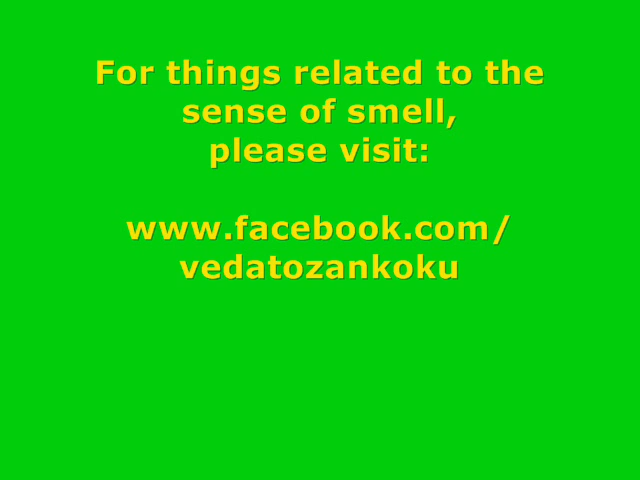 For things related to the
sense of smell,
please visit:
www.facebook.com/
vedatozankoku